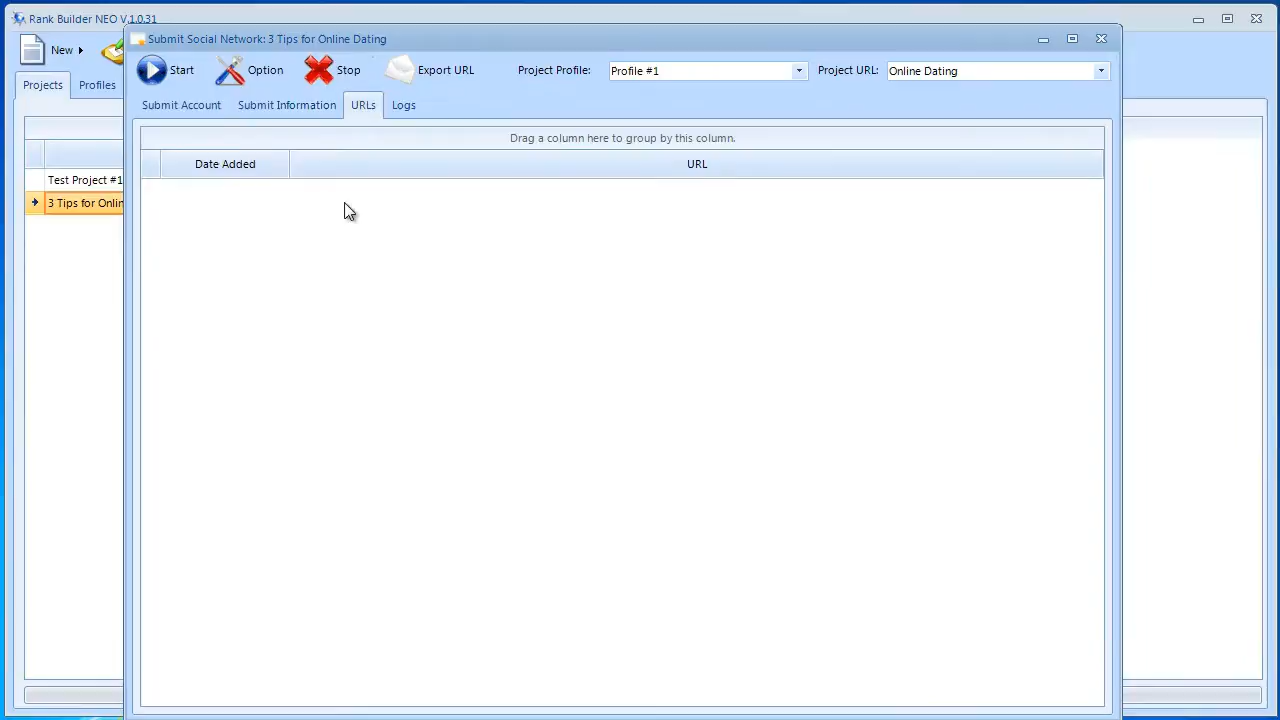 Rank Builder NEO V.1.0.31
New
Submit Social Network: 3 Tips for Online Dating
Start
Option
Stop
Export URL
Project Profile:
Profile #1
Project URL:
Online Dating
Projects
Profiles
Submit Account
Submit Information
URLs
Logs
Drag a column here to group by this column.
Date Added
URL
Test Project #1
3 Tips for Onlin